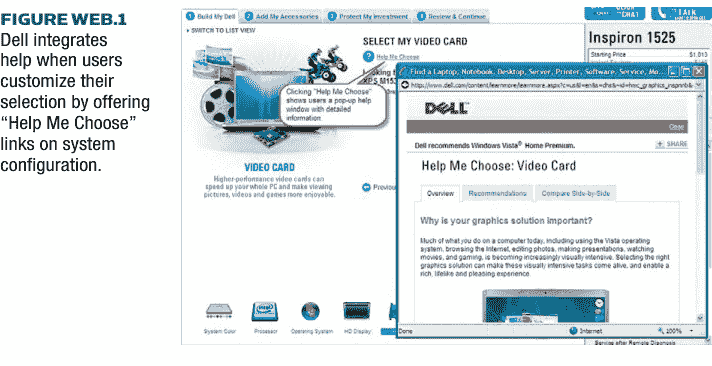 FIGURE WEB.1
Dell integrates
help when users
customize their
selection by offering
“Help Me Choose”
links on system
configuration.
1 Build My Dell 2 Add My Accessories 3 Protect My Investment 4 Review & Continue
SWITCH TO LIST VIEW
SELECT MY VIDEO CARD
Help Me Choose
Clicking "Help Me Choose"
shows users a pop-up help
window with detailed
information
VIDEO CARD
Higher-performance video cards can
speed up your whole PC and make viewing
pictures, videos and games more enjoyable.
Previous
System Color Processor Operating System HD Display
CHAT TALK
Inspiron 1525
Starting Price $1,013
Find a Laptop, Notebook, Desktop, Server, Printer, Software, Service, Mo...
DELL
Close
Dell recommends Windows Vista® Home Premium.
SHARE
Help Me Choose: Video Card
Overview Recommendations Compare Side-by-Side
Why is your graphics solution important?
Much of what you do on a computer today, including using the Vista operating
system, browsing the Internet, editing photos, making presentations, watching
movies, and gaming, is becoming increasingly visually intensive. Selecting the right
graphics solution can make these visually intensive tasks come alive, and enable a
rich, lifelike and pleasing experience.
Done Internet 100%
Service after Remote Diagnosis